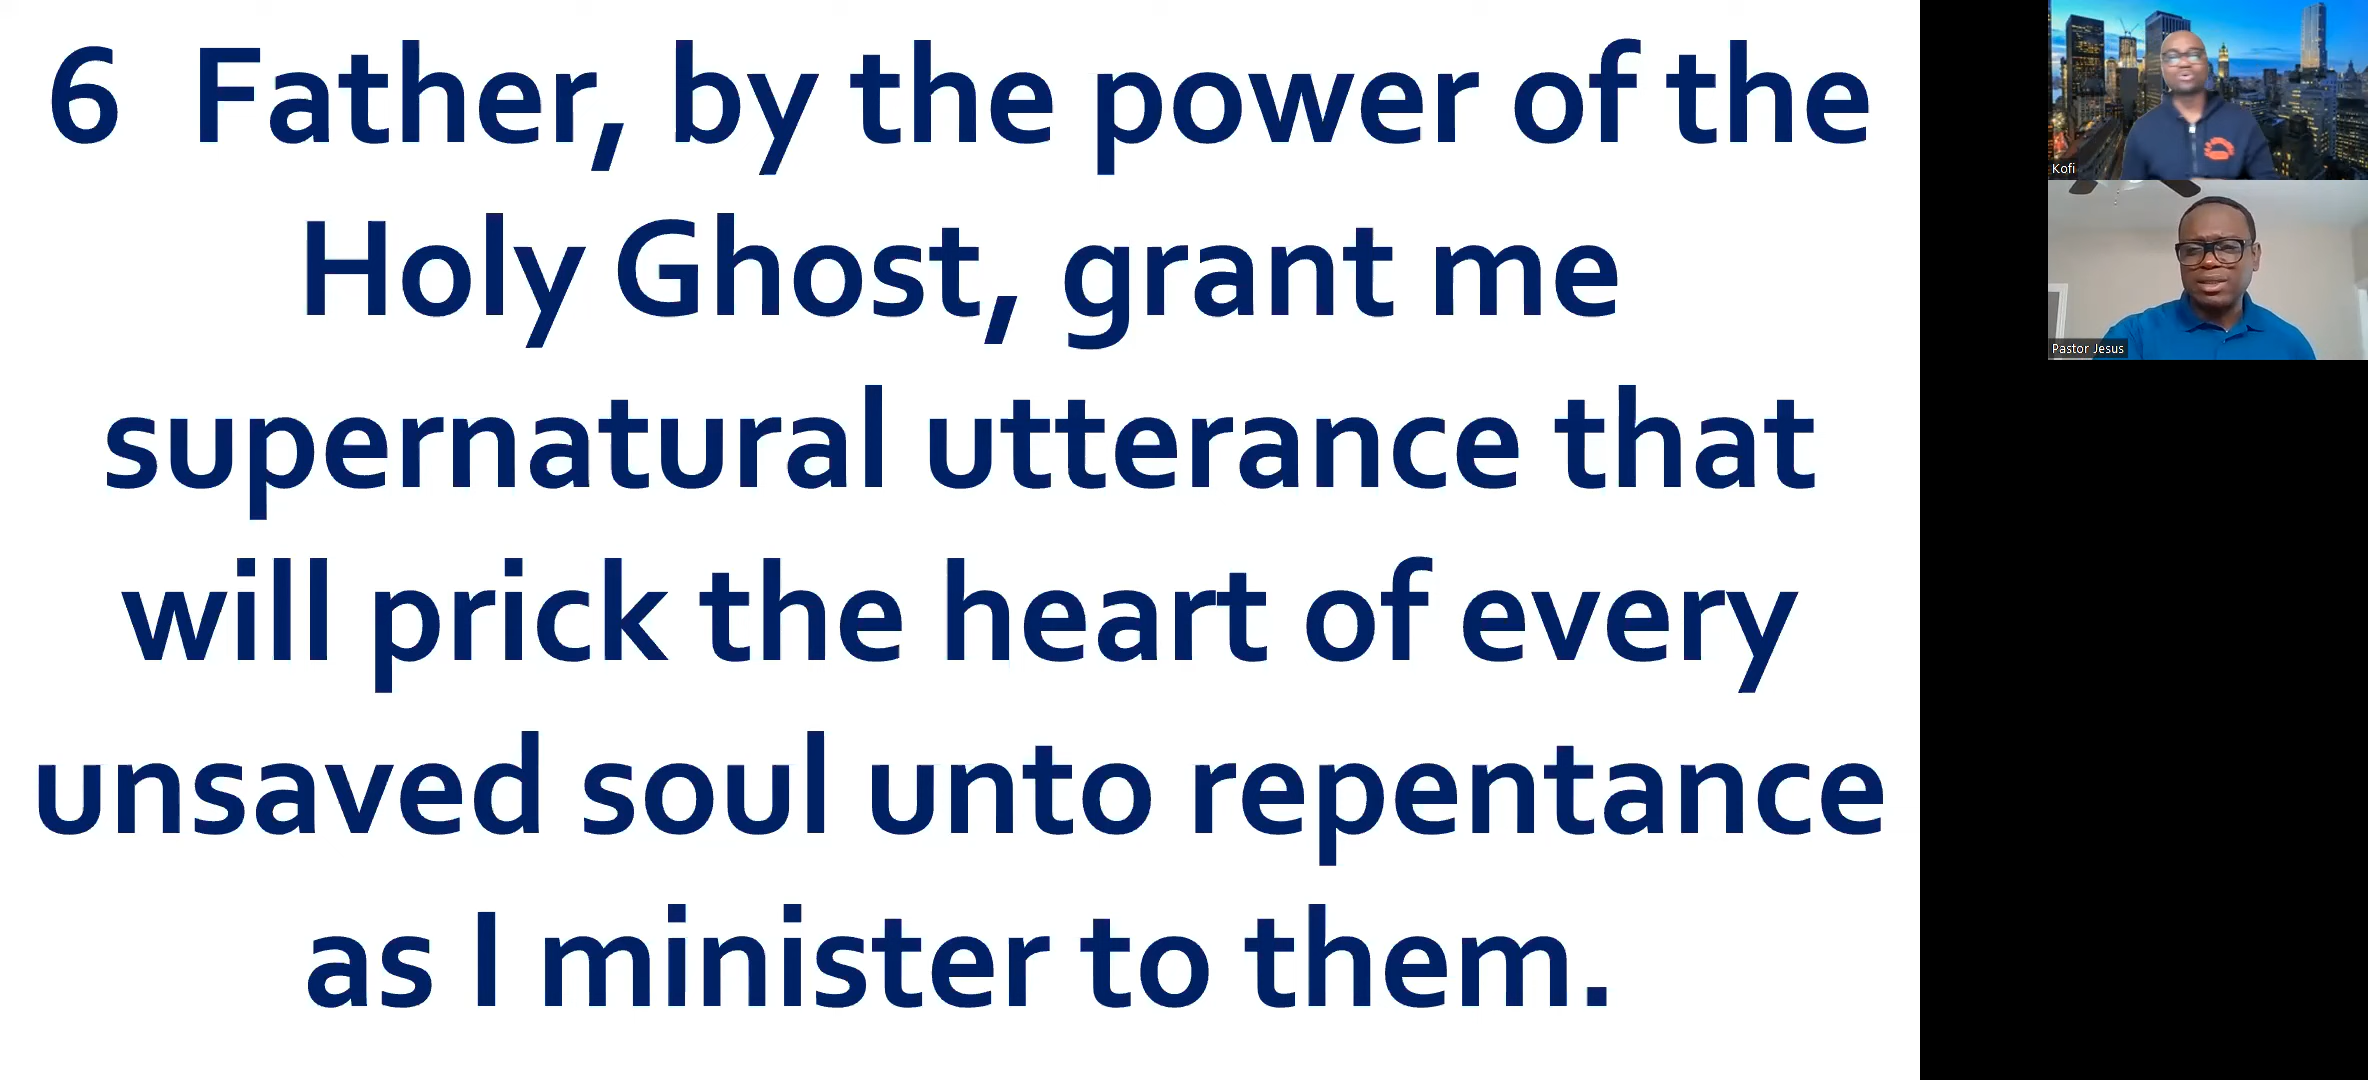 6 Father, by the power of the
Holy Ghost, grant me
supernatural utterance that
will prick the heart of every
unsaved soul unto repentance
as I minister to them.
Kofi
Pastor Jesus